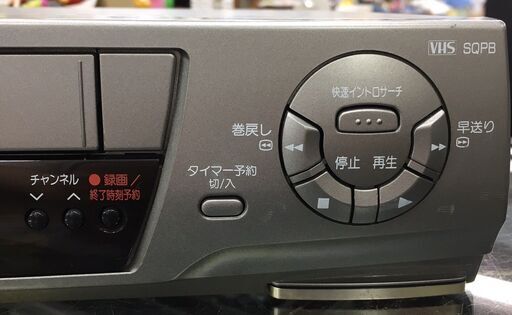 VHS SQPB
快速イントロサーチ
巻戻し
早送り
停止 再生
タイマー予約
切/入
チャンネル
●録画/
終了時刻予約